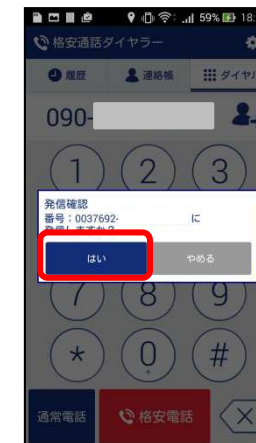 59% 18:
格安通話ダイヤラー
履歴 連絡帳 ダイヤル
090-
1 2 3
発信確認
番号：0037692- に
発信しますか？
はい やめる
7 8 9
* 0 #
+
通常電話 格安電話